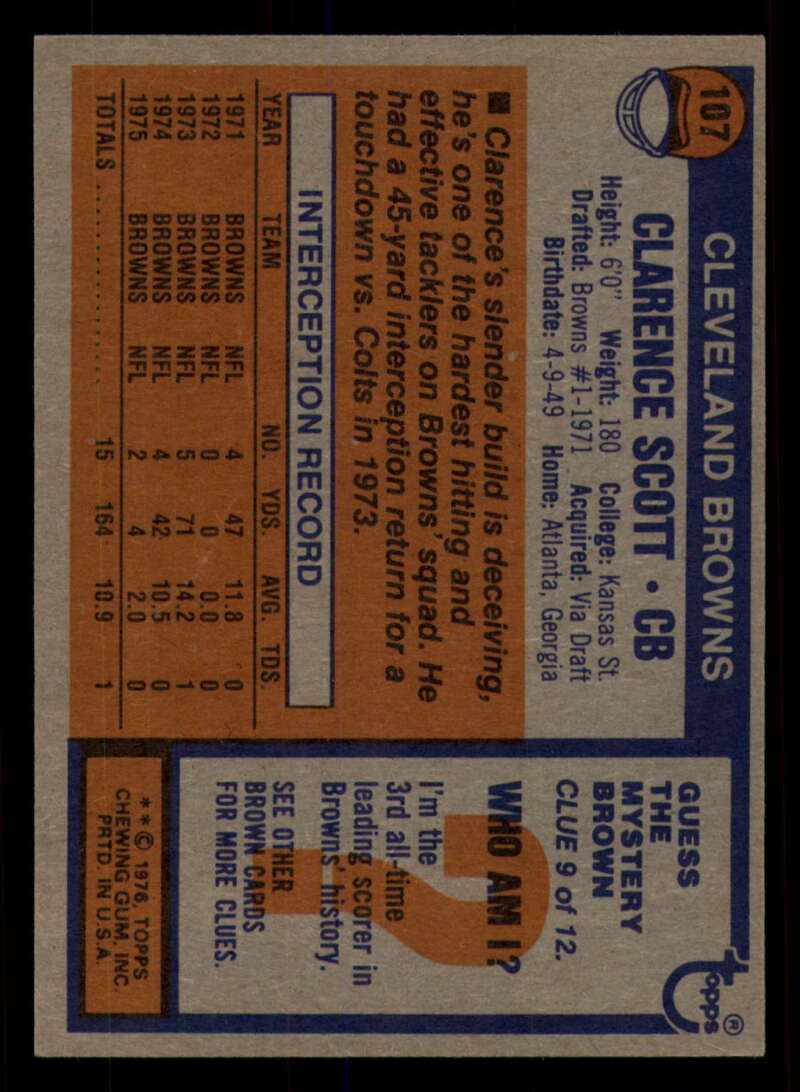 107
CLEVELAND BROWNS
CLARENCE SCOTT • CB
Height: 6'0" Weight: 180 College: Kansas St.
Drafted: Browns #1-1971 Acquired: Via Draft
Birthdate: 4-9-49 Home: Atlanta, Georgia
■ Clarence's slender build is deceiving,
he's one of the hardest hitting and
effective tacklers on Browns' squad. He
had a 45-yard interception return for a
touchdown vs. Colts in 1973.
INTERCEPTION RECORD
YEAR TEAM NO. YDS. AVG. TDS.
1971 BROWNS NFL 4 47 11.8 0
1972 BROWNS NFL 0 0 0.0 0
1973 BROWNS NFL 5 71 14.2 1
1974 BROWNS NFL 4 42 10.5 0
1975 BROWNS NFL 2 4 2.0 0
TOTALS .................... 15 164 10.9 1
topps®
GUESS
THE
MYSTERY
BROWN
CLUE 9 of 12.
WHO AM I?
?
I'm the
3rd all-time
leading scorer in
Browns' history.
SEE OTHER
BROWN CARDS
FOR MORE CLUES.
**© 1976, TOPPS
CHEWING GUM, INC.
PRTD. IN U.S.A.